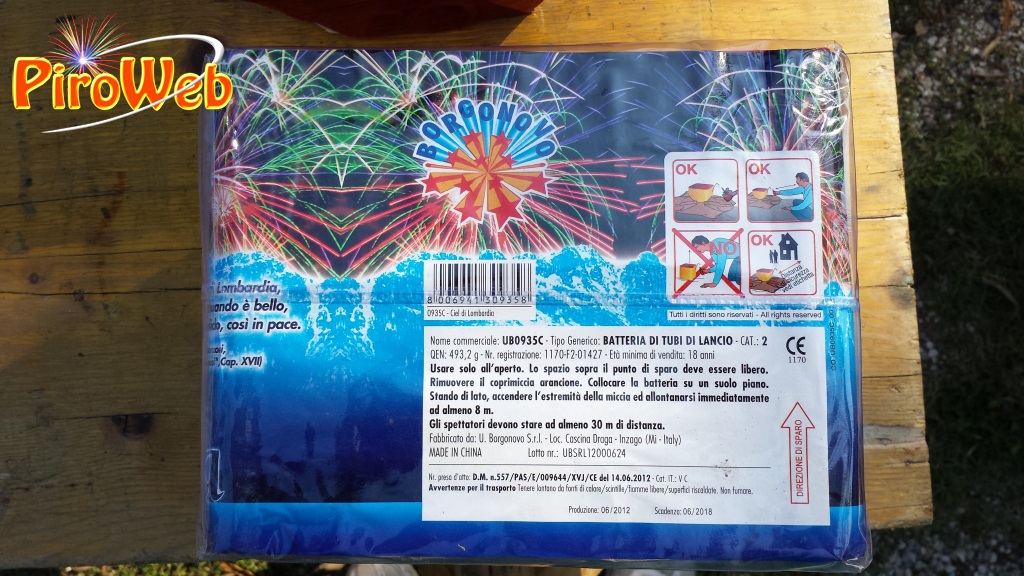 PiroWeb
BORGONOVO
OK
OK
NO
OK
Distanza
sicurezza
Lombardia,
ando è bello,
ido, così in pace.
Cap. XVII)
8 006941 309358
0935C - Ciel di Lombardia
Tutti i diritti sono riservati - All rights reserved
Nome commerciale: UB0935C - Tipo Generico: BATTERIA DI TUBI DI LANCIO - CAT.: 2
QEN: 493,2 g - Nr. registrazione: 1170-F2-01427 - Età minima di vendita: 18 anni
Usare solo all'aperto. Lo spazio sopra il punto di sparo deve essere libero.
Rimuovere il coprimiccia arancione. Collocare la batteria su un suolo piano.
Stando di lato, accendere l'estremità della miccia ed allontanarsi immediatamente
ad almeno 8 m.
Gli spettatori devono stare ad almeno 30 m di distanza.
Fabbricato da: U. Borgonovo S.r.l. - Loc. Cascina Draga - Inzago (Mi - Italy)
MADE IN CHINA Lotto nr.: UBSRL12000624
CE
1170
DIREZIONE DI SPARO
Nr. presa d'atto: D.M. n.557/PAS/E/009644/XVJ/CE del 14.06.2012 - Cat. IT.: V C
Avvertenze per il trasporto Tenere lontano da fonti di calore/scintille/fiamme libere/superfici riscaldate. Non fumare.
Produzione: 06/2012 Scadenza: 06/2018